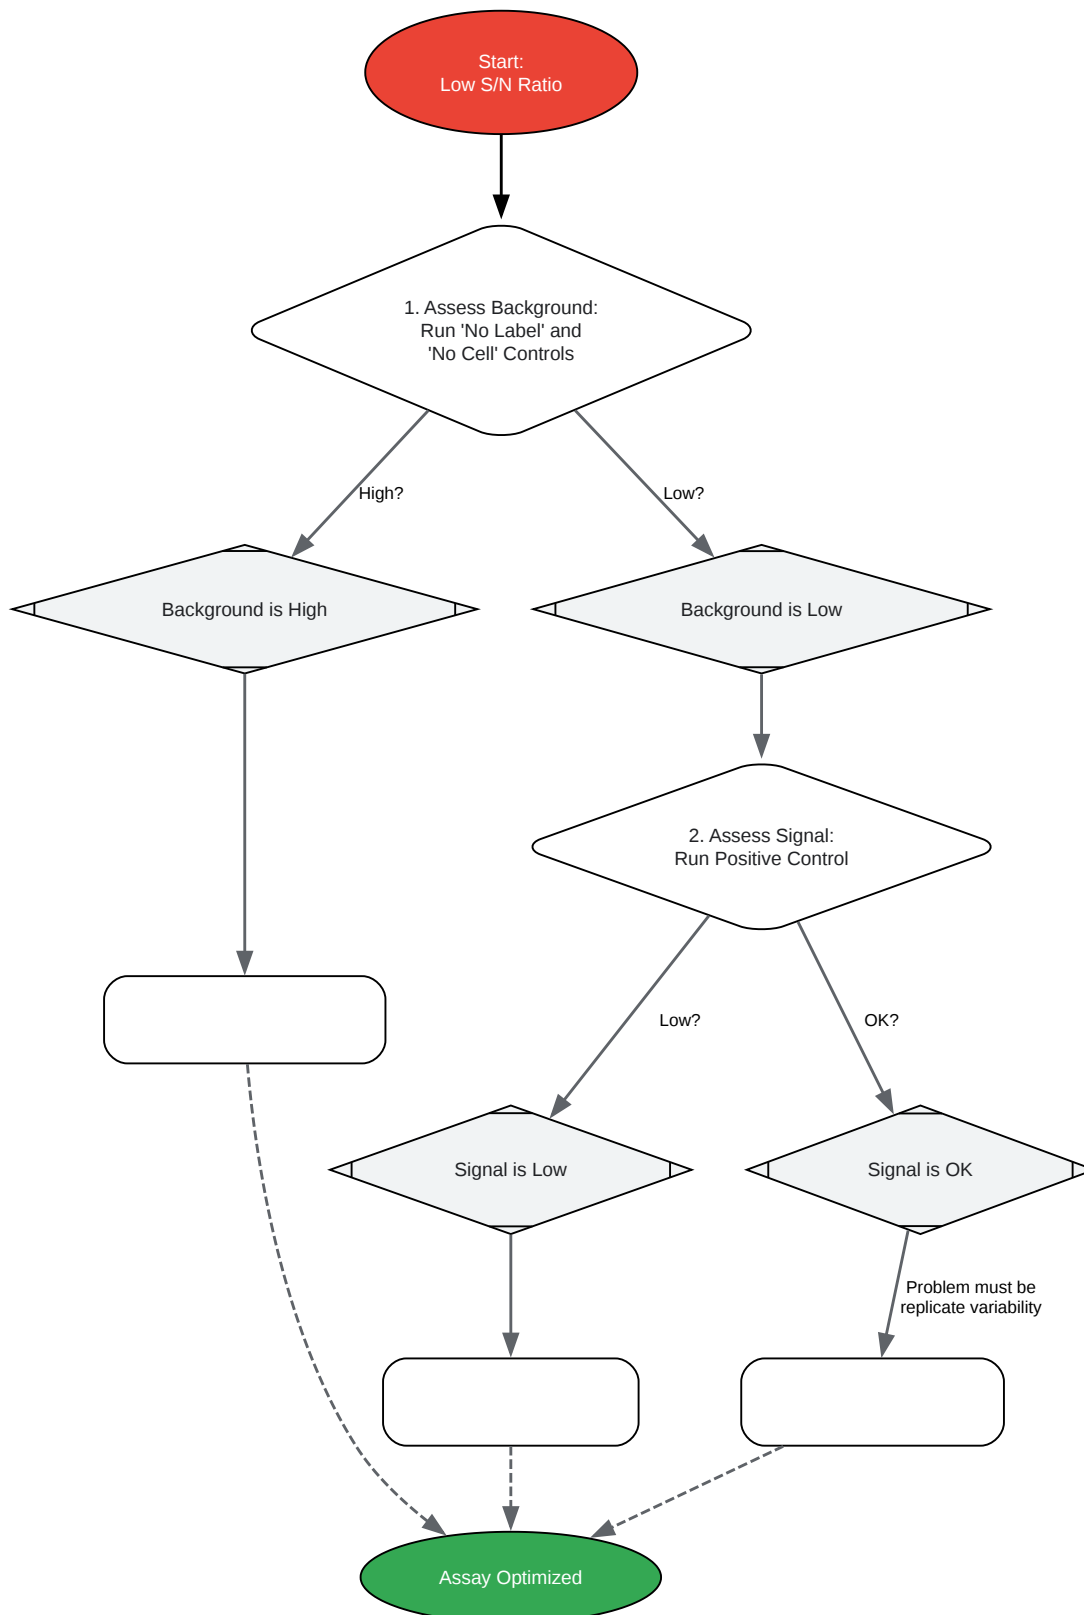 Start:
Low S/N Ratio
1. Assess Background:
Run 'No Label' and
'No Cell' Controls
High?
Low?
Background is High
Background is Low
2. Assess Signal:
Run Positive Control
Low?
OK?
Signal is Low
Signal is OK
Problem must be
replicate variability
Assay Optimized